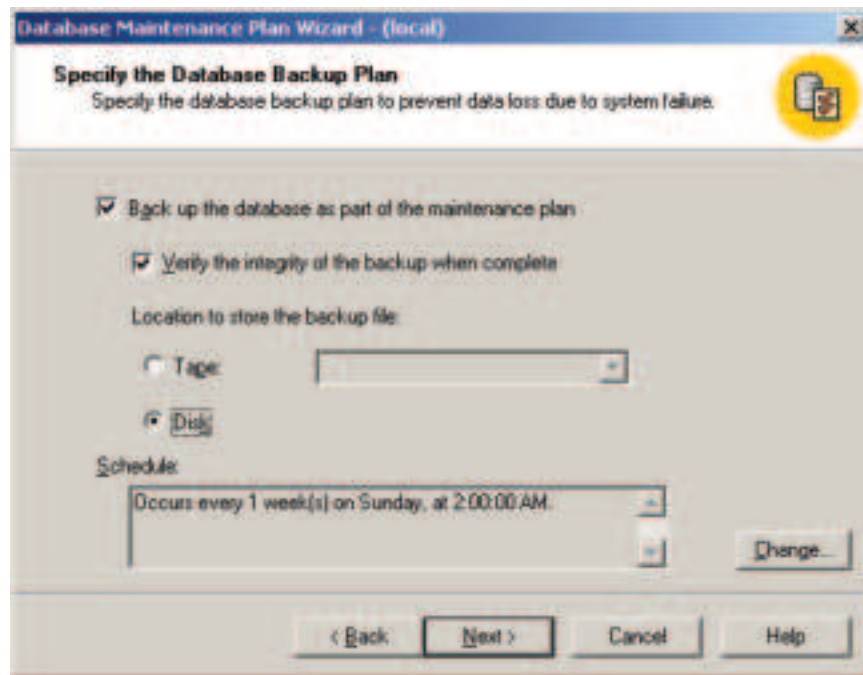 Database Maintenance Plan Wizard - (local)
Specify the Database Backup Plan
Specify the database backup plan to prevent data loss due to system failure.
Back up the database as part of the maintenance plan
Verify the integrity of the backup when complete
Location to store the backup file:
Tape:
Disk
Schedule:
Occurs every 1 week(s) on Sunday, at 2:00:00 AM.
Change...
< Back
Next >
Cancel
Help